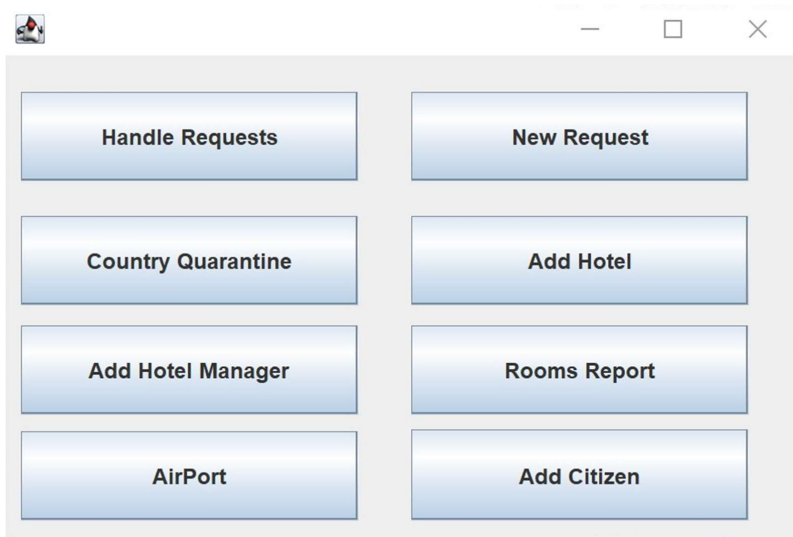 Handle Requests
New Request
Country Quarantine
Add Hotel
Add Hotel Manager
Rooms Report
AirPort
Add Citizen